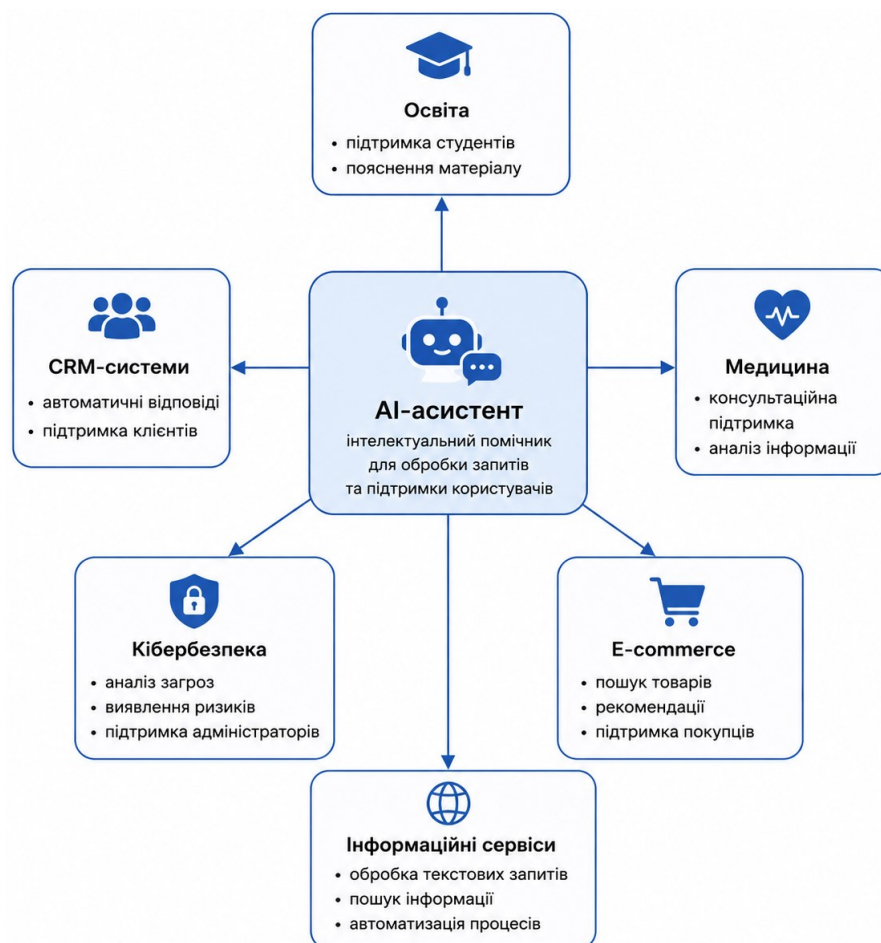 Освіта
• підтримка студентів
• пояснення матеріалу
CRM-системи
• автоматичні відповіді
• підтримка клієнтів
AI-асистент
інтелектуальний помічник
для обробки запитів
та підтримки користувачів
Медицина
• консультаційна
підтримка
• аналіз інформації
Кібербезпека
• аналіз загроз
• виявлення ризиків
• підтримка адміністраторів
E-commerce
• пошук товарів
• рекомендації
• підтримка покупців
Інформаційні сервіси
• обробка текстових запитів
• пошук інформації
• автоматизація процесів